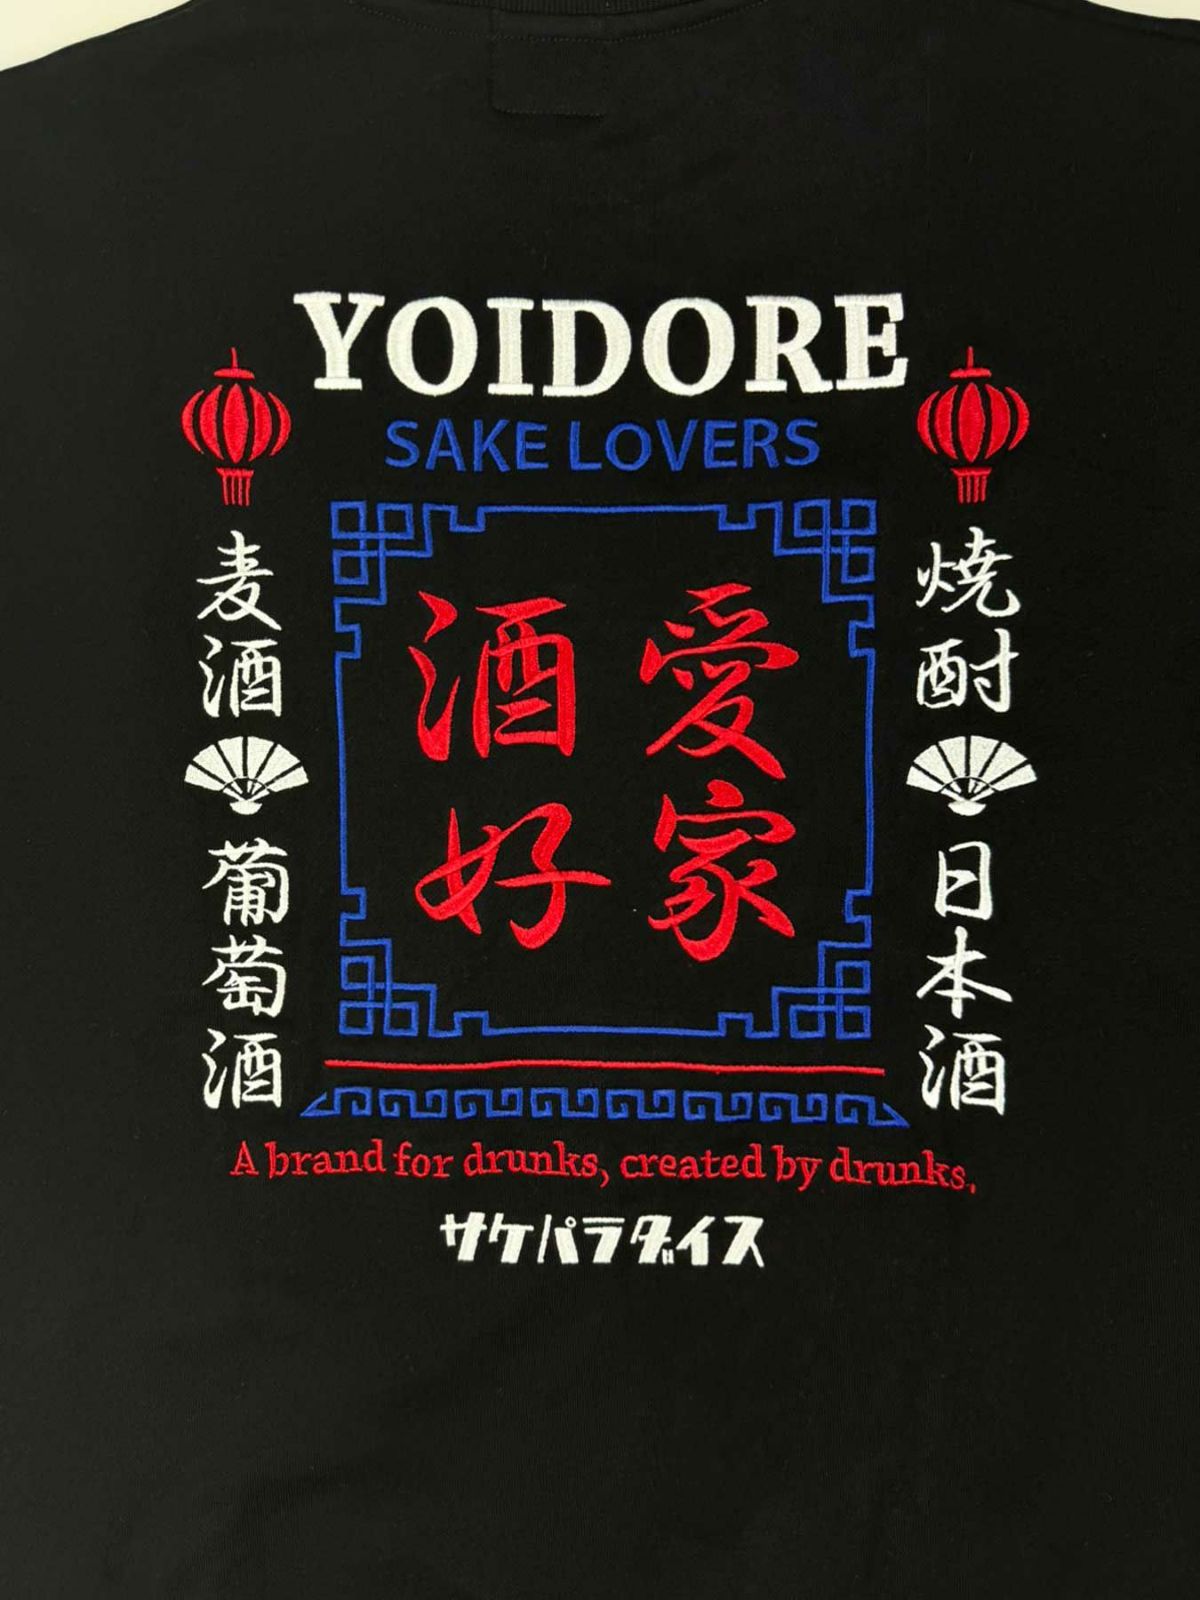 YOIDORE
SAKE LOVERS
焼酎
日本酒
愛家
酒好
麦酒
葡萄酒
A brand for drunks, created by drunks.
サケパラダイス